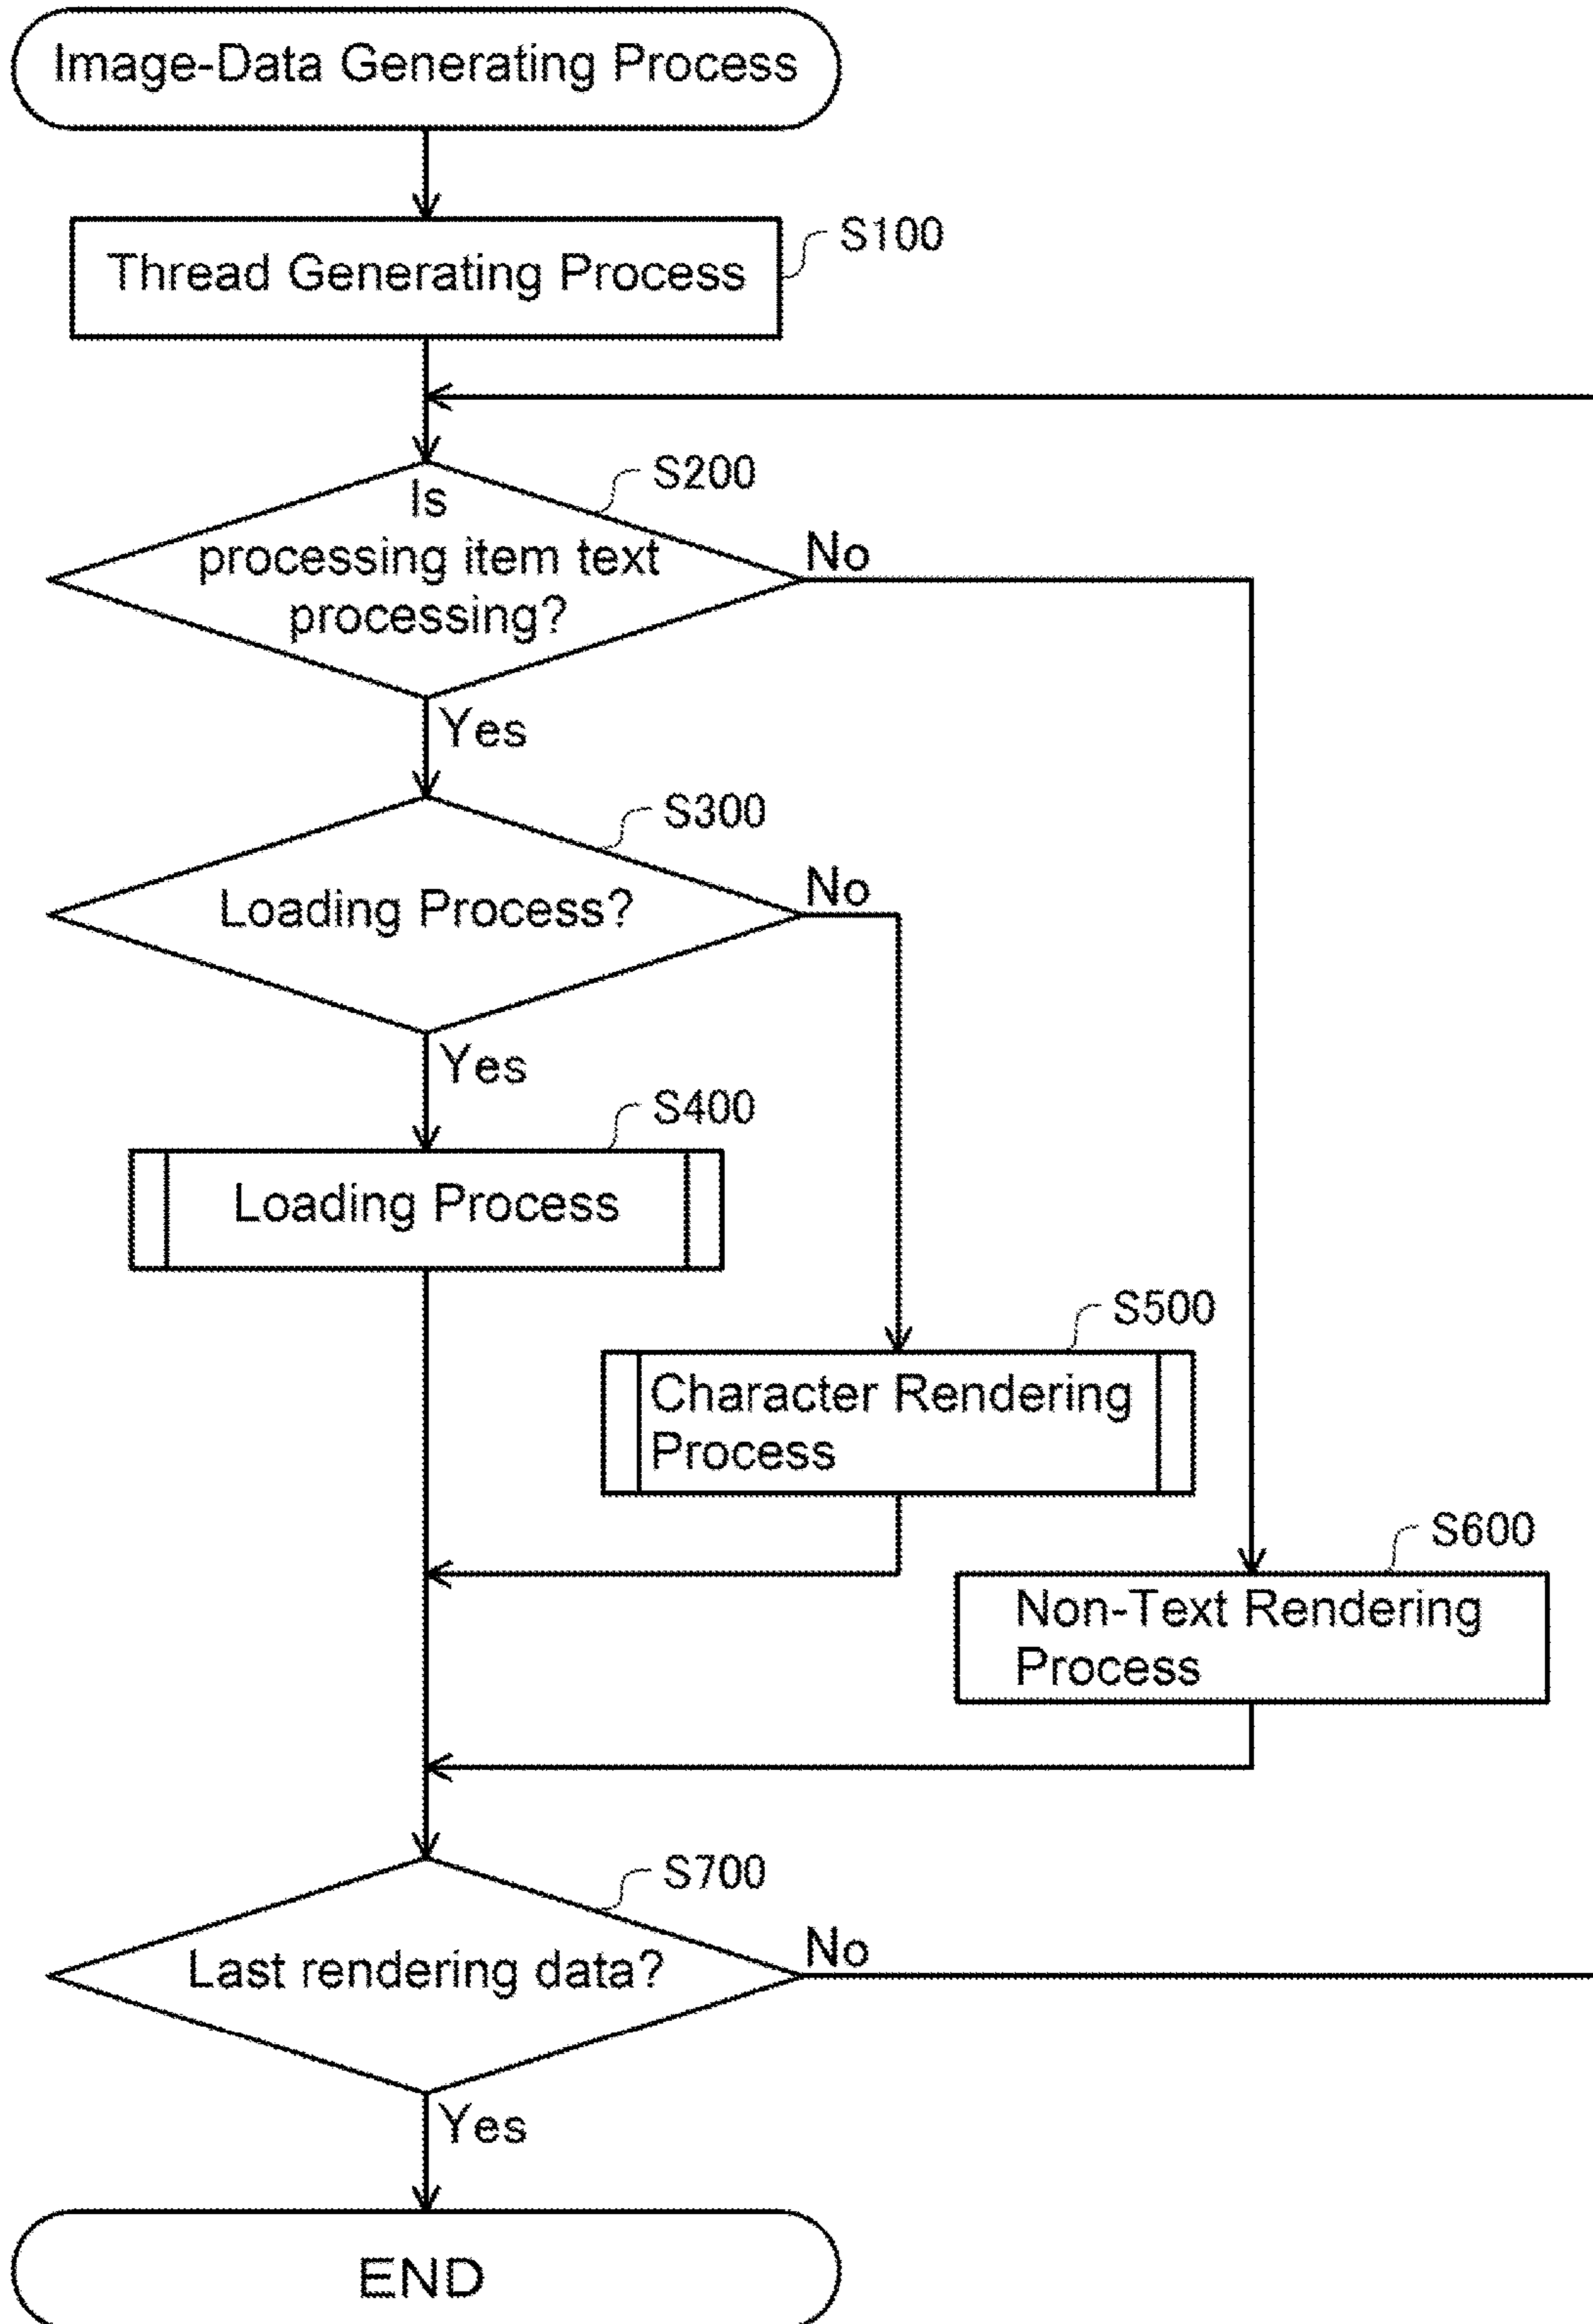 Image-Data Generating Process
S100
Thread Generating Process
S200
Is
processing item text
processing?
No
Yes
S300
Loading Process?
No
Yes
S400
Loading Process
S500
Character Rendering
Process
S600
Non-Text Rendering
Process
S700
Last rendering data?
No
Yes
END